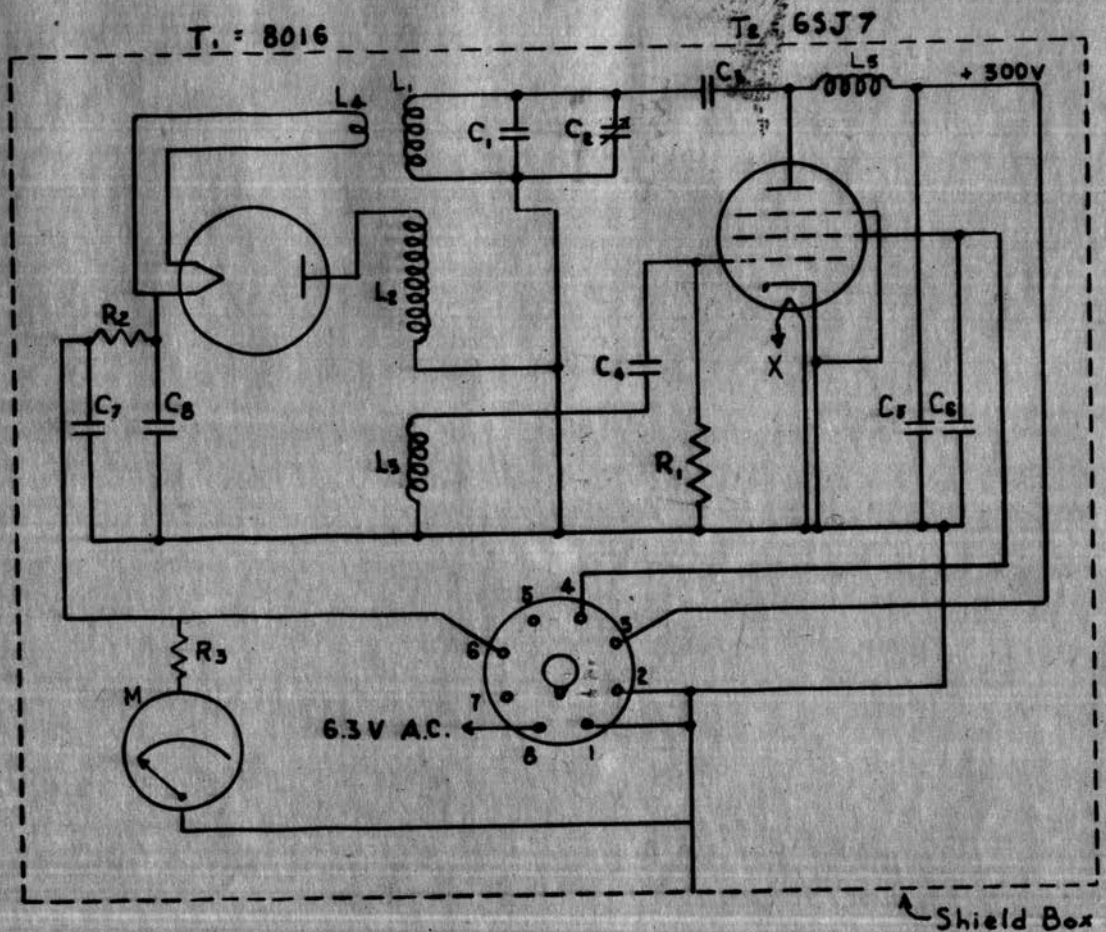 T₁ = 8016
T₂ = 6SJ7
L₄
L₁
C₁
C₂
C₃
L₅
+ 300V
L₂
R₂
C₇
C₈
C₄
L₃
R₁
X
C₅
C₆
5
4
3
6
2
7
8
1
R₃
M
6.3 V A.C.
Shield Box